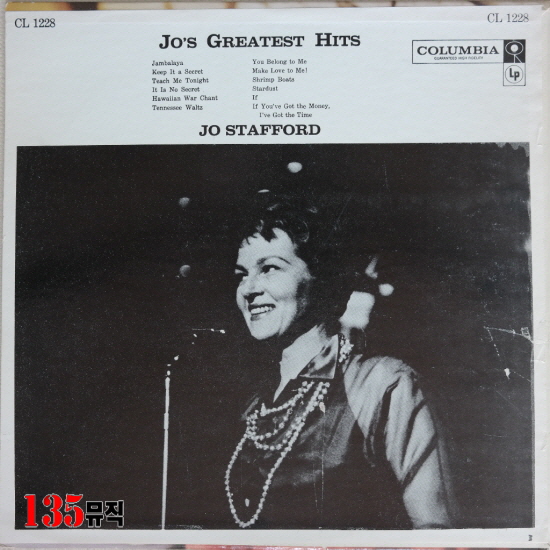 CL 1228
CL 1228
JO'S GREATEST HITS
COLUMBIA
GUARANTEED HIGH FIDELITY
Lp
Jambalaya
Keep It a Secret
Teach Me Tonight
It Is No Secret
Hawaiian War Chant
Tennessee Waltz
You Belong to Me
Make Love to Me!
Shrimp Boats
Stardust
If
If You've Got the Money,
I've Got the Time
JO STAFFORD
135뮤직